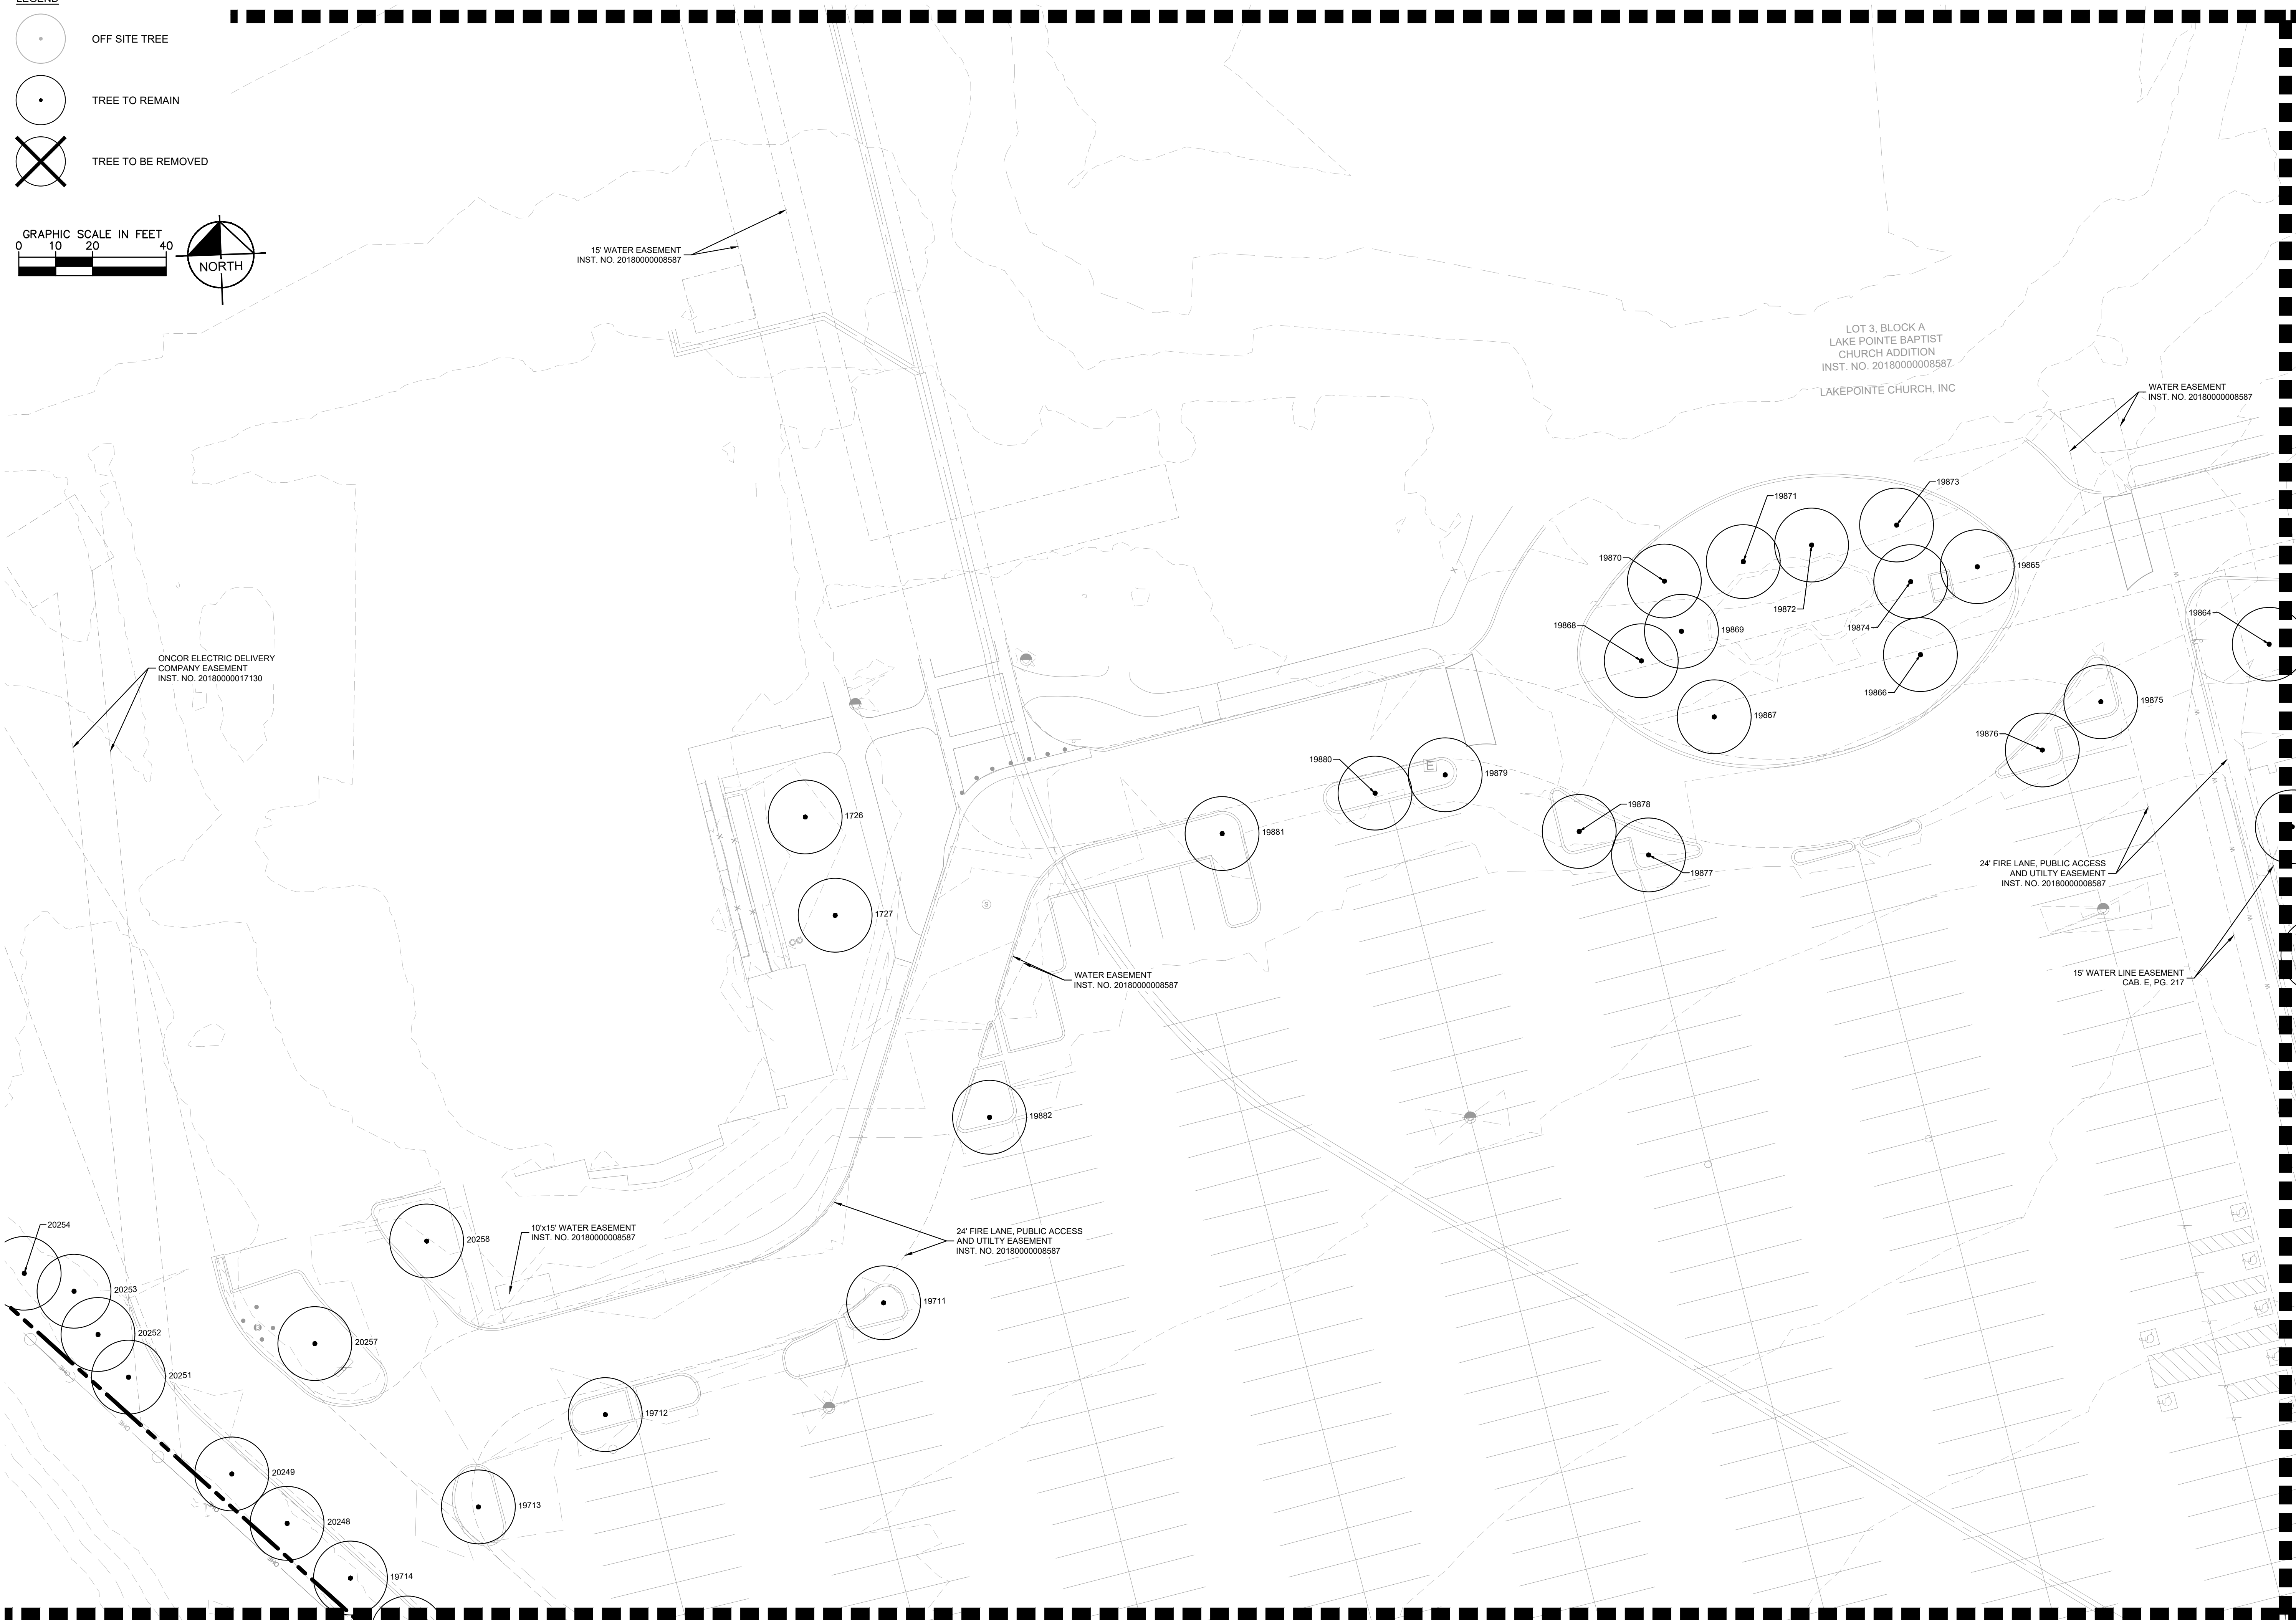 LEGEND
OFF SITE TREE
TREE TO REMAIN
TREE TO BE REMOVED
GRAPHIC SCALE IN FEET
0 10 20 40
NORTH
15' WATER EASEMENT
INST. NO. 20180000008587
LOT 3, BLOCK A
LAKE POINTE BAPTIST
CHURCH ADDITION
INST. NO. 20180000008587
LAKEPOINTE CHURCH, INC
WATER EASEMENT
INST. NO. 20180000008587
19873
19871
19870
19865
19872
19864
19868
19869
19874
ONCOR ELECTRIC DELIVERY
COMPANY EASEMENT
INST. NO. 20180000017130
19866
19875
19867
19876
19880
E
19879
19878
1726
19881
19877
24' FIRE LANE, PUBLIC ACCESS
AND UTILTY EASEMENT
INST. NO. 20180000008587
1727
S
WATER EASEMENT
INST. NO. 20180000008587
15' WATER LINE EASEMENT
CAB. E, PG. 217
W
W
W
W
W
W
W
19882
20254
20258
10'x15' WATER EASEMENT
INST. NO. 20180000008587
24' FIRE LANE, PUBLIC ACCESS
AND UTILTY EASEMENT
INST. NO. 20180000008587
20253
19711
20252
20257
20251
OHE
19712
OHE
20249
19713
OHE
20248
OHE
19714